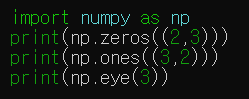 import numpy as np
print(np.zeros((2,3)))
print(np.ones((3,2)))
print(np.eye(3))